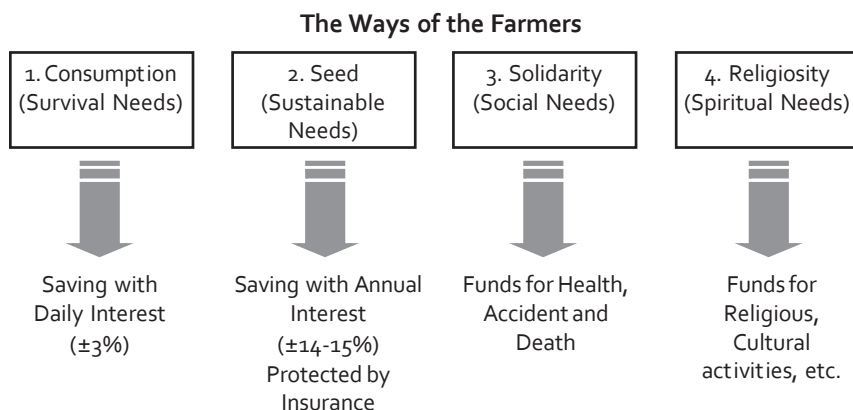 The Ways of the Farmers
1. Consumption
(Survival Needs)
2. Seed
(Sustainable
Needs)
3. Solidarity
(Social Needs)
4. Religiosity
(Spiritual Needs)
Saving with
Daily Interest
(±3%)
Saving with Annual
Interest
(±14-15%)
Protected by
Insurance
Funds for Health,
Accident and
Death
Funds for
Religious,
Cultural
activities, etc.